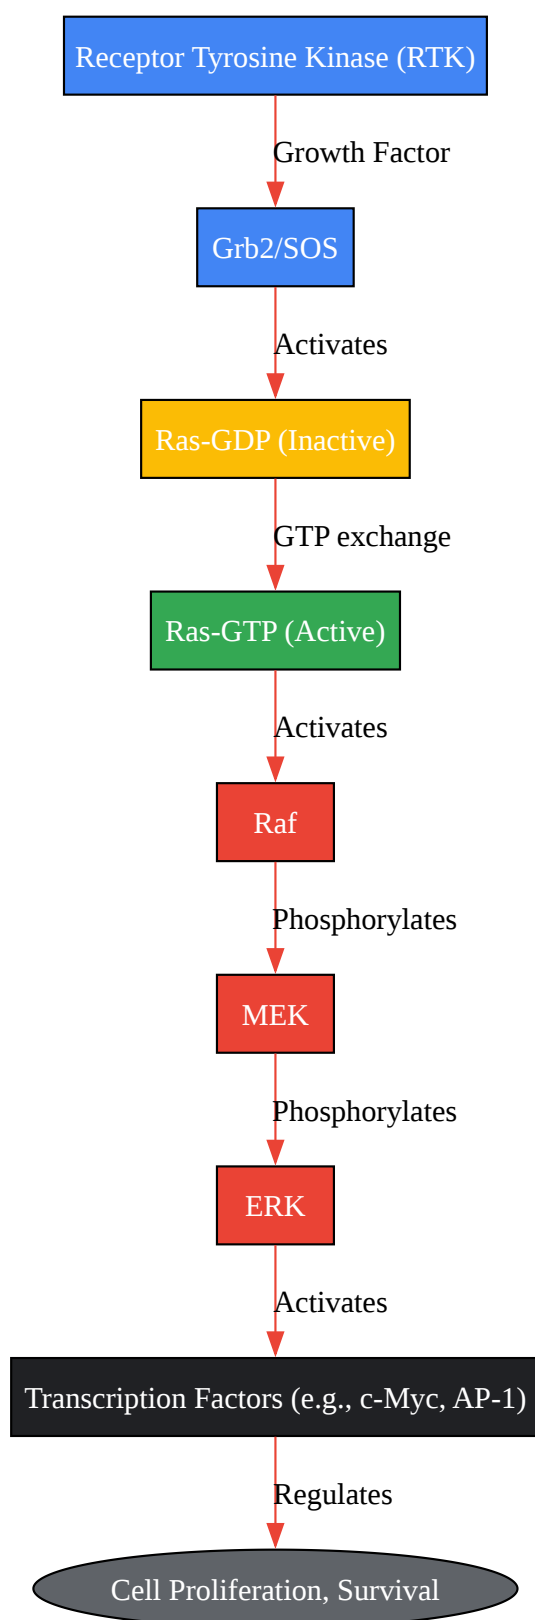 Receptor Tyrosine Kinase (RTK)
Growth Factor
Grb2/SOS
Activates
Ras-GDP (Inactive)
GTP exchange
Ras-GTP (Active)
Activates
Raf
Phosphorylates
MEK
Phosphorylates
ERK
Activates
Transcription Factors (e.g., c-Myc, AP-1)
Regulates
Cell Proliferation, Survival